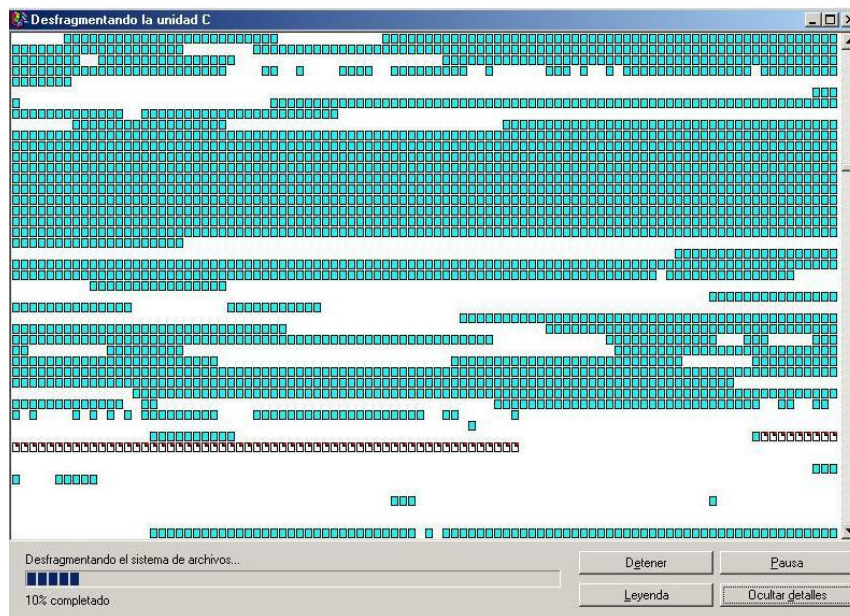 Desfragmentando la unidad C
Desfragmentando el sistema de archivos...
10% completado
Detener
Pausa
Leyenda
Ocultar detalles